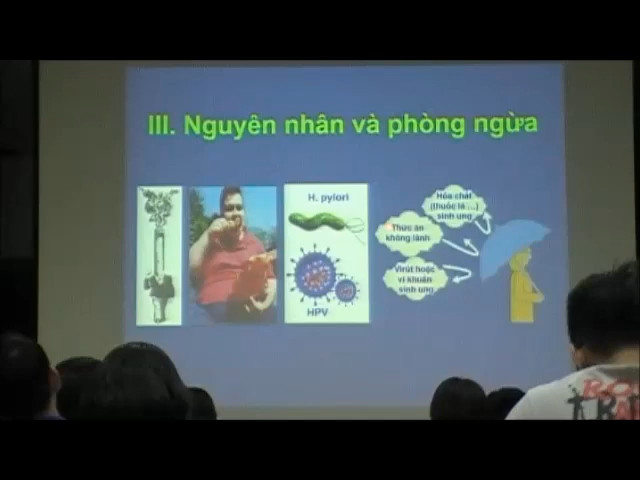 III. Nguyên nhân và phòng ngừa
H. pylori
HPV
Hóa chất
(thuốc lá ...)
sinh ung
Thức ăn
không lành
Virút hoặc
vi khuẩn
sinh ung